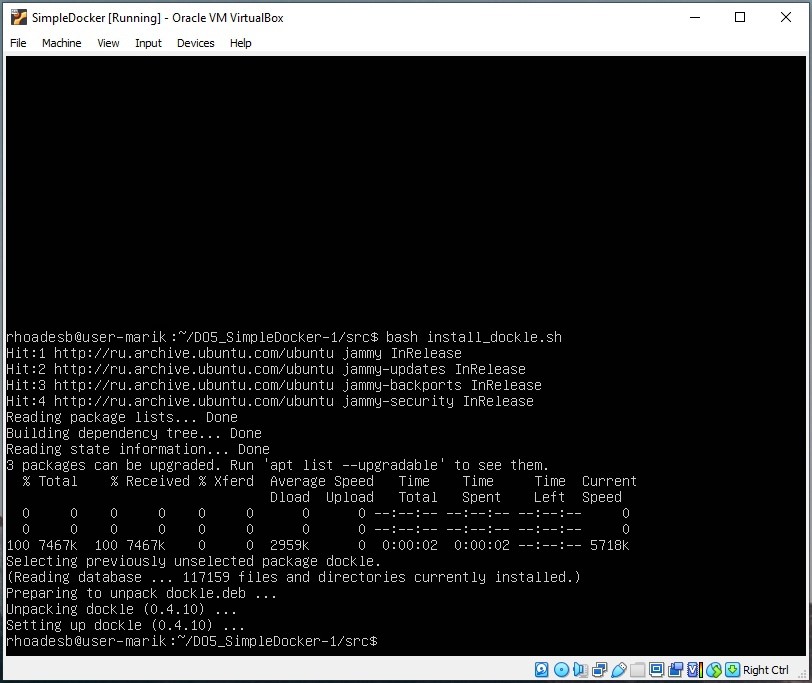 SimpleDocker [Running] - Oracle VM VirtualBox
File Machine View Input Devices Help
rhoadesb@user-marik:~/DO5_SimpleDocker-1/src$ bash install_dockle.sh
Hit:1 http://ru.archive.ubuntu.com/ubuntu jammy InRelease
Hit:2 http://ru.archive.ubuntu.com/ubuntu jammy-updates InRelease
Hit:3 http://ru.archive.ubuntu.com/ubuntu jammy-backports InRelease
Hit:4 http://ru.archive.ubuntu.com/ubuntu jammy-security InRelease
Reading package lists... Done
Building dependency tree... Done
Reading state information... Done
3 packages can be upgraded. Run 'apt list --upgradable' to see them.
  % Total    % Received % Xferd  Average Speed   Time    Time     Time  Current
                                 Dload  Upload   Total   Spent    Left  Speed
  0     0    0     0    0     0      0      0 --:--:-- --:--:-- --:--:--     0
  0     0    0     0    0     0      0      0 --:--:-- --:--:-- --:--:--     0
100 7467k  100 7467k    0     0  2959k      0  0:00:02  0:00:02 --:--:-- 5718k
Selecting previously unselected package dockle.
(Reading database ... 117159 files and directories currently installed.)
Preparing to unpack dockle.deb ...
Unpacking dockle (0.4.10) ...
Setting up dockle (0.4.10) ...
rhoadesb@user-marik:~/DO5_SimpleDocker-1/src$
Right Ctrl